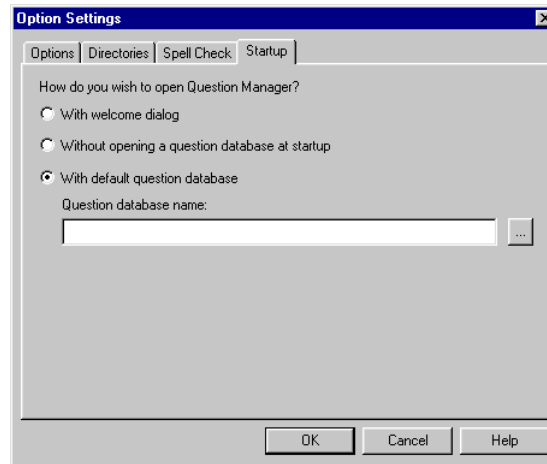 Option Settings
Options Directories Spell Check Startup
How do you wish to open Question Manager?
With welcome dialog
Without opening a question database at startup
With default question database
Question database name:
...
OK Cancel Help